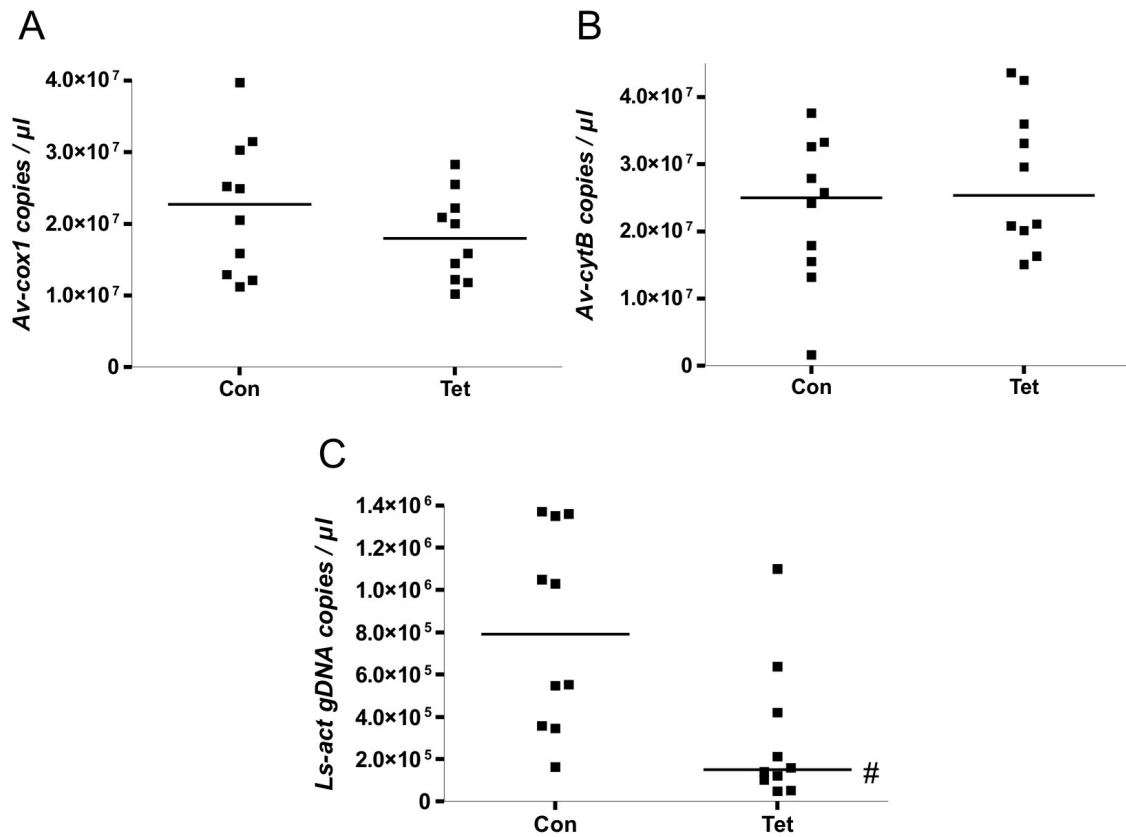 A
Av-cox1 copies / µl
4.0×10⁷
3.0×10⁷
2.0×10⁷
1.0×10⁷
0
Con Tet
B
Av-cytB copies / µl
4.0×10⁷
3.0×10⁷
2.0×10⁷
1.0×10⁷
0
Con Tet
C
Ls-act gDNA copies / µl
1.4×10⁶
1.2×10⁶
1.0×10⁶
8.0×10⁵
6.0×10⁵
4.0×10⁵
2.0×10⁵
0
#
Con Tet